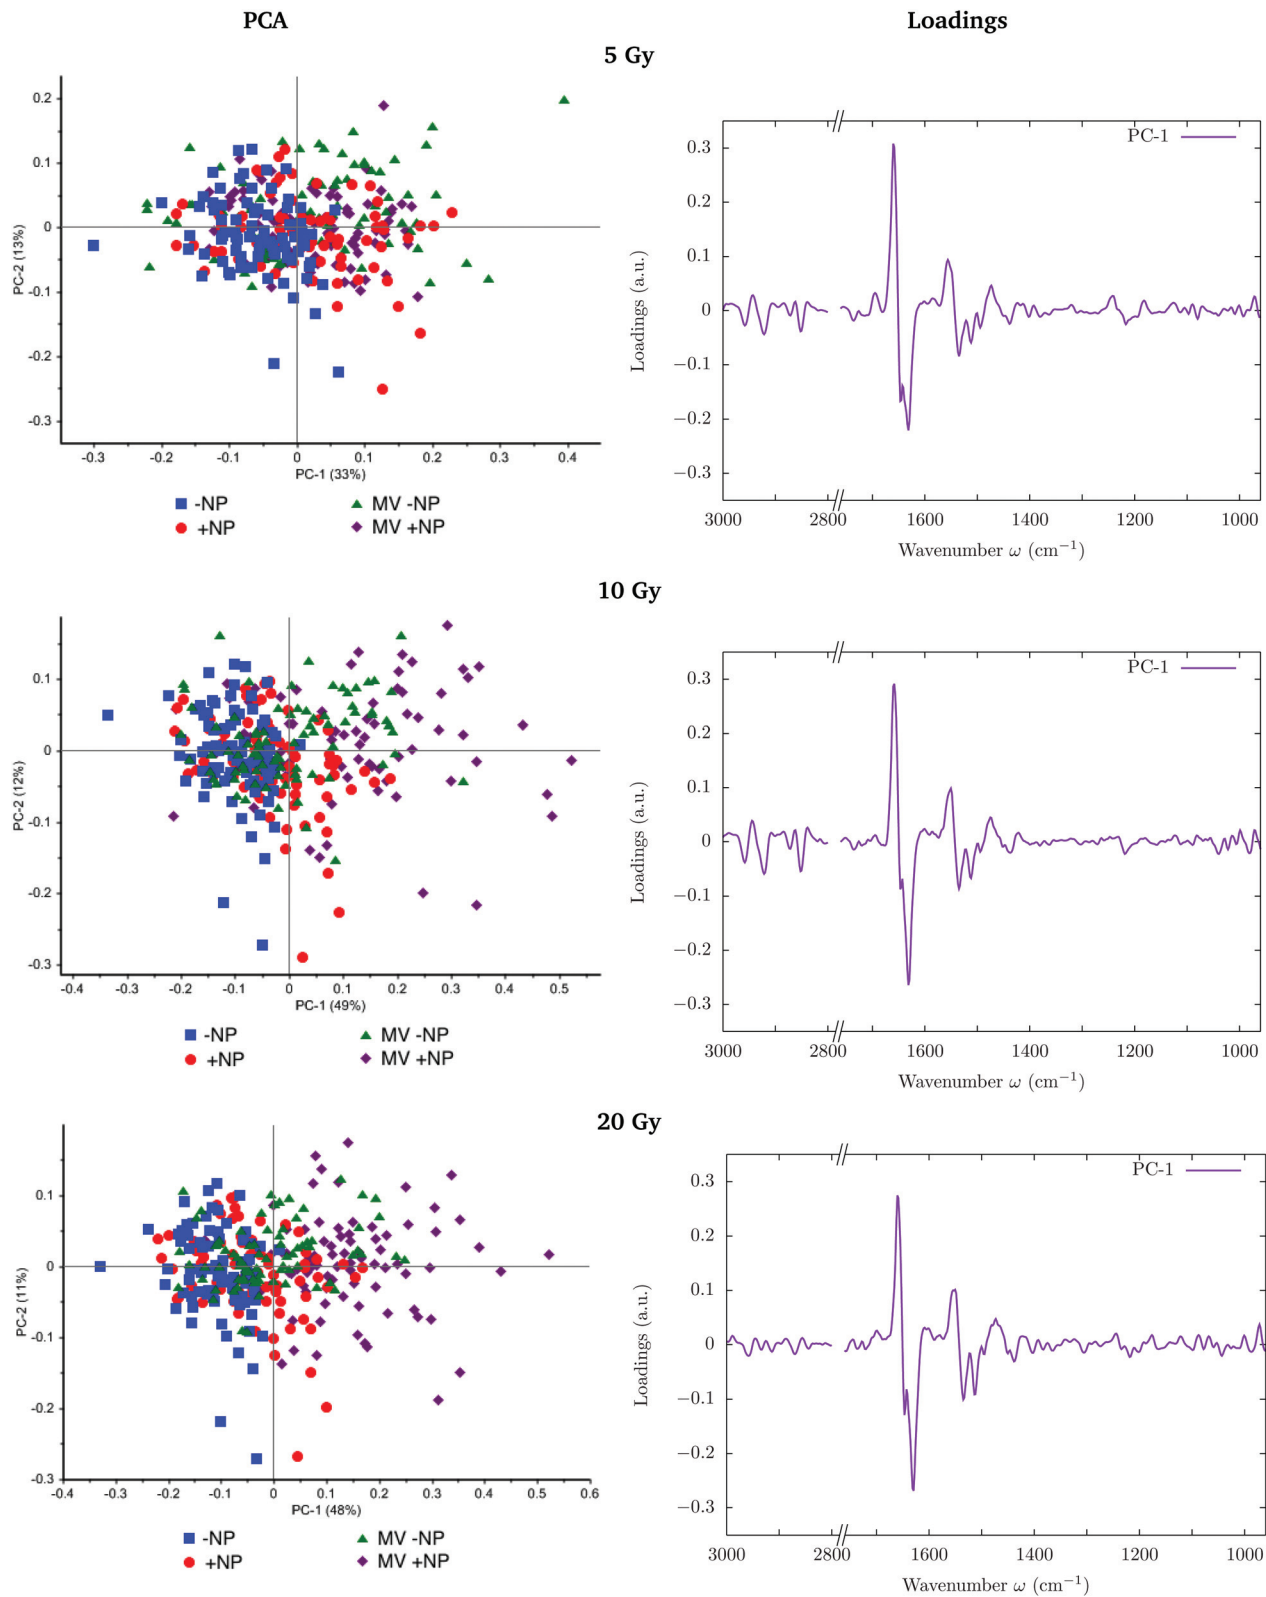 PCA
Loadings
5 Gy
0.2
0.1
0
-0.1
-0.2
-0.3
PC-2 (13%)
-0.3 -0.2 -0.1 0 0.1 0.2 0.3 0.4
PC-1 (33%)
-NP MV -NP
+NP MV +NP
PC-1
0.3
0.2
0.1
0
−0.1
−0.2
−0.3
Loadings (a.u.)
3000 2800 1600 1400 1200 1000
Wavenumber ω (cm−1)
10 Gy
0.1
0
-0.1
-0.2
-0.3
PC-2 (12%)
-0.4 -0.3 -0.2 -0.1 0 0.1 0.2 0.3 0.4 0.5
PC-1 (49%)
-NP MV -NP
+NP MV +NP
PC-1
0.3
0.2
0.1
0
−0.1
−0.2
−0.3
Loadings (a.u.)
3000 2800 1600 1400 1200 1000
Wavenumber ω (cm−1)
20 Gy
0.1
0
-0.1
-0.2
-0.3
PC-2 (11%)
-0.4 -0.3 -0.2 -0.1 0 0.1 0.2 0.3 0.4 0.5 0.6
PC-1 (48%)
-NP MV -NP
+NP MV +NP
PC-1
0.3
0.2
0.1
0
−0.1
−0.2
−0.3
Loadings (a.u.)
3000 2800 1600 1400 1200 1000
Wavenumber ω (cm−1)